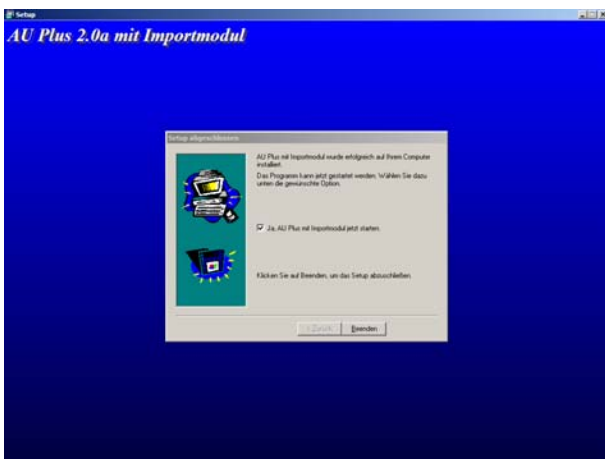 Setup
AU Plus 2.0a mit Importmodul
Setup abgeschlossen
AU Plus mit Importmodul wurde erfolgreich auf Ihrem Computer
installiert.
Das Programm kann jetzt gestartet werden. Wählen Sie dazu
unten die gewünschte Option.
Ja, AU Plus mit Importmodul jetzt starten.
Klicken Sie auf Beenden, um das Setup abzuschließen.
< Zurück
Beenden